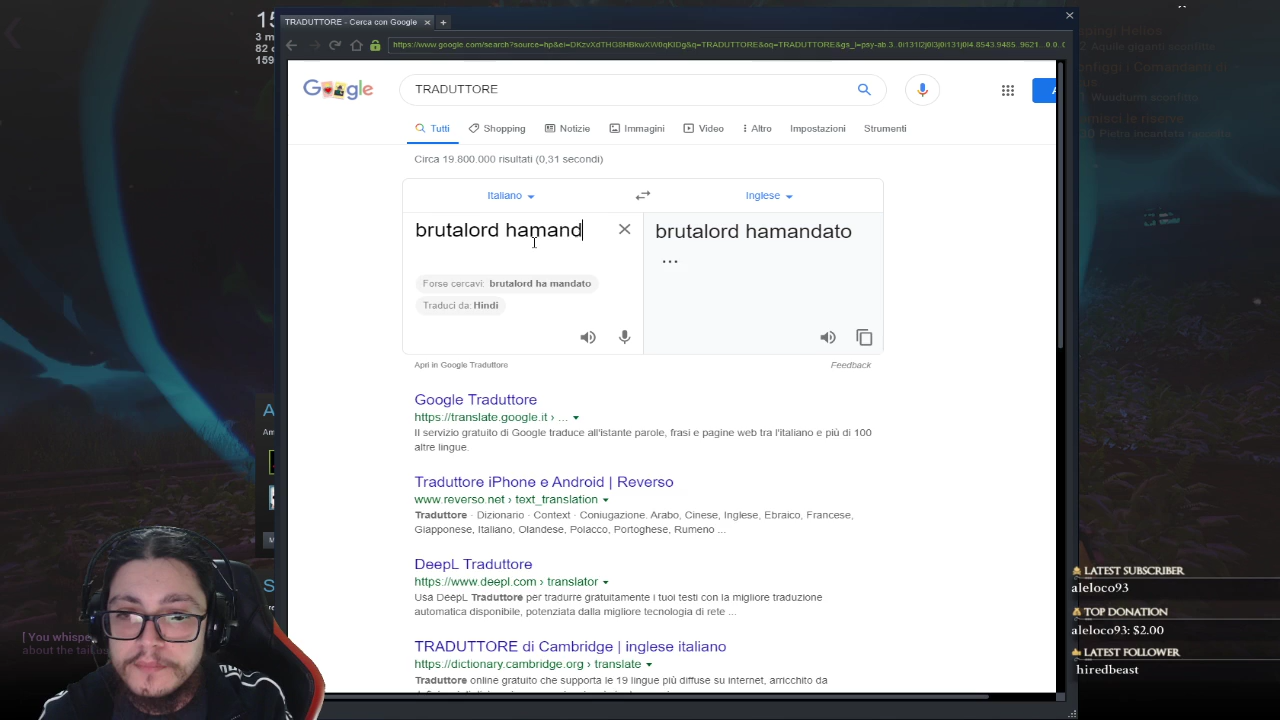 TRADUTTORE - Cerca con Google
Google
TRADUTTORE
Tutti
Shopping
Notizie
Immagini
Video
Altro
Impostazioni
Strumenti
Circa 19.800.000 risultati (0,31 secondi)
Italiano
Inglese
brutalord hamand
brutalord hamandato
...
Forse cercavi: brutalord ha mandato
Traduci da: Hindi
Apri in Google Traduttore
Feedback
Google Traduttore
https://translate.google.it › ...
Il servizio gratuito di Google traduce all'istante parole, frasi e pagine web tra l'italiano e più di 100
altre lingue.
Traduttore iPhone e Android | Reverso
www.reverso.net › text_translation
Traduttore · Dizionario · Context · Coniugazione. Arabo, Cinese, Inglese, Ebraico, Francese,
Giapponese, Italiano, Olandese, Polacco, Portoghese, Rumeno ...
DeepL Traduttore
https://www.deepl.com › translator
Usa DeepL Traduttore per tradurre gratuitamente i tuoi testi con la migliore traduzione
automatica disponibile, potenziata dalla migliore tecnologia di rete ...
TRADUTTORE di Cambridge | inglese italiano
https://dictionary.cambridge.org › translate
Traduttore online gratuito che supporta le 19 lingue più diffuse su internet, arricchito da
[ You whispe
about the
LATEST SUBSCRIBER
aleloco93
TOP DONATION
aleloco93: $2.00
LATEST FOLLOWER
hiredbeast